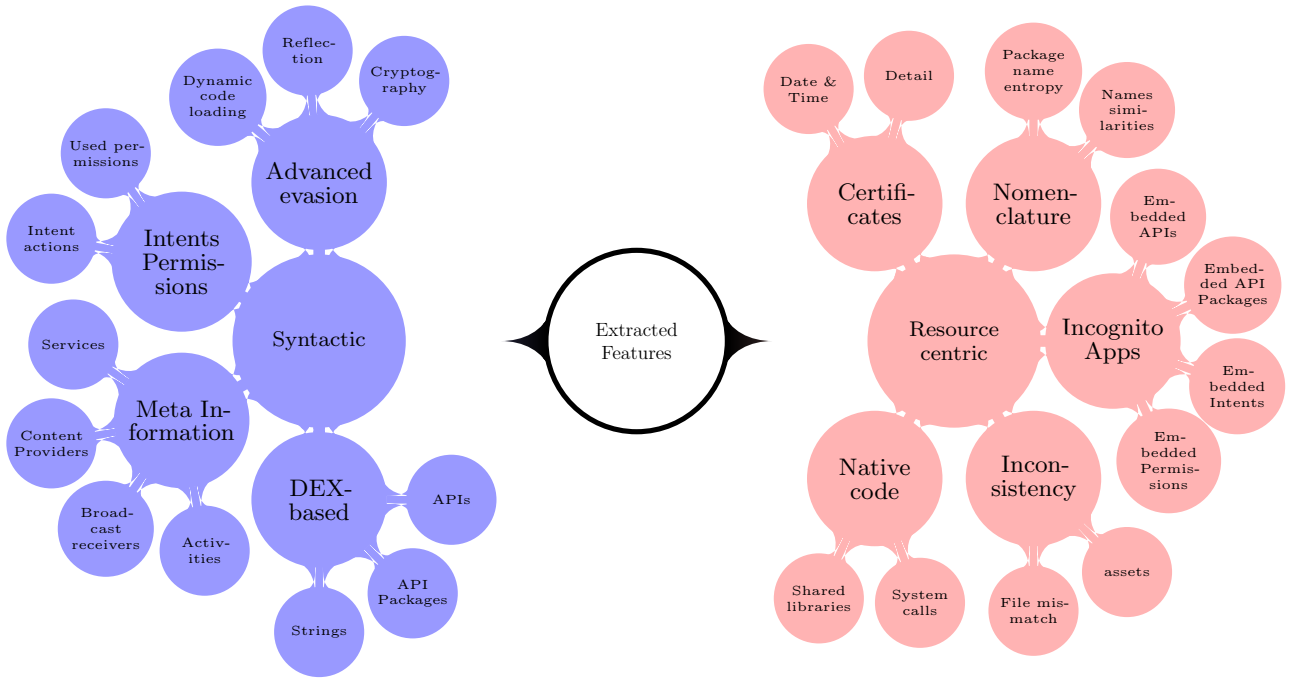 Extracted
Features
Syntactic
Advanced
evasion
Dynamic
code
loading
Reflec-
tion
Cryptog-
raphy
Intents
Permis-
sions
Used per-
missions
Intent
actions
Meta In-
formation
Services
Content
Providers
Broad-
cast
receivers
Activ-
ities
DEX-
based
Strings
API
Packages
APIs
Resource
centric
Certifi-
cates
Date &
Time
Detail
Nomen-
clature
Package
name
entropy
Names
simi-
larities
Incognito
Apps
Em-
bedded
APIs
Embed-
ded API
Packages
Em-
bedded
Intents
Em-
bedded
Permis-
sions
Incon-
sistency
assets
File mis-
match
Native
code
System
calls
Shared
libraries